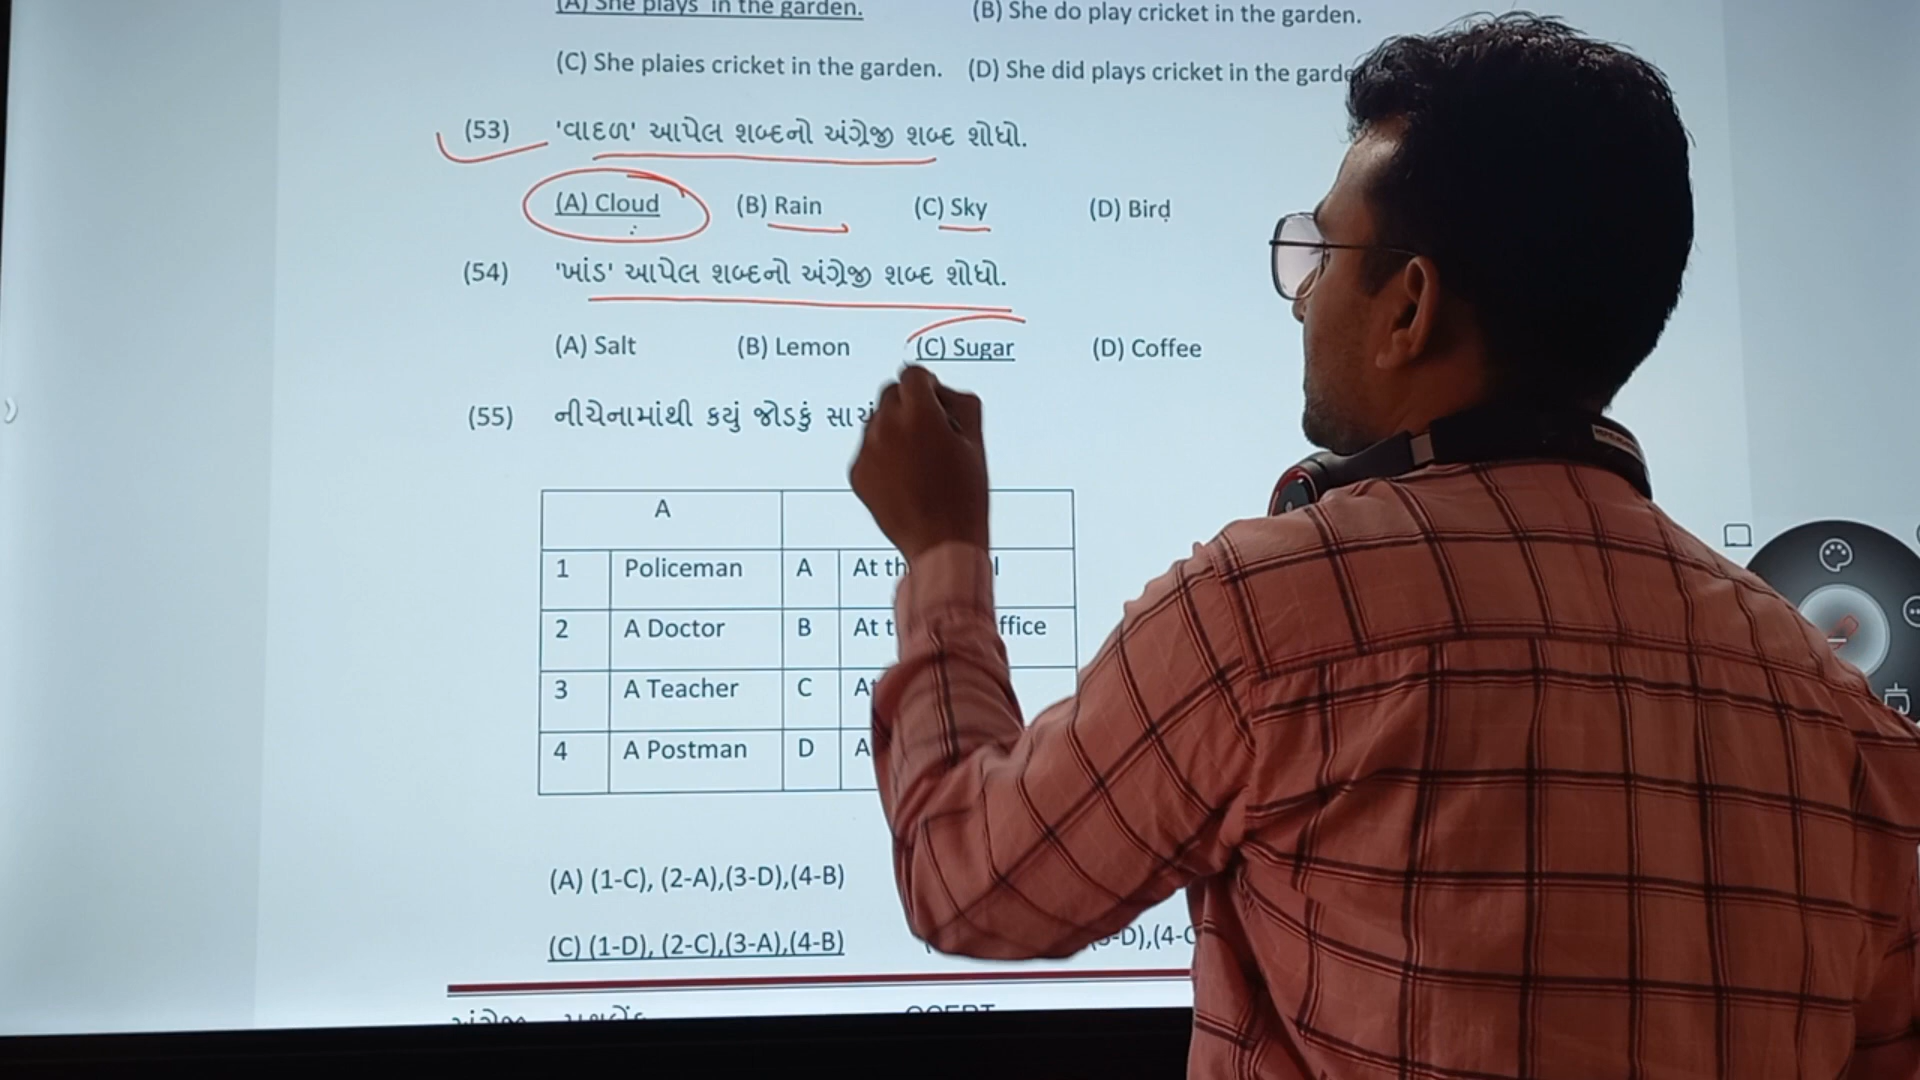 (A) She plays in the garden. (B) She do play cricket in the garden.
(C) She plaies cricket in the garden. (D) She did plays cricket in the
(53) 'વાદળ' આપેલ શબ્દનો અંગ્રેજી શબ્દ શોધો.
(A) Cloud (B) Rain (C) Sky (D) Bird
(54) 'ખાંડ' આપેલ શબ્દનો અંગ્રેજી શબ્દ શોધો.
(A) Salt (B) Lemon (C) Sugar (D) Coffee
(55) નીચેનામાંથી કયું જોડકું
A
1 Policeman A At
2 A Doctor B At
3 A Teacher C
4 A Postman D
(A) (1-C), (2-A),(3-D),(4-B)
(C) (1-D), (2-C),(3-A),(4-B)